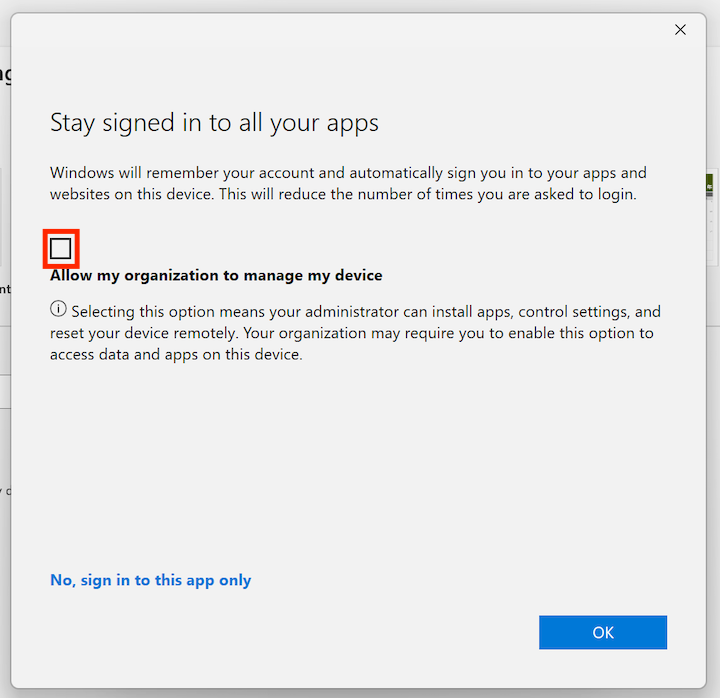 Stay signed in to all your apps
Windows will remember your account and automatically sign you in to your apps and
websites on this device. This will reduce the number of times you are asked to login.
Allow my organization to manage my device
Selecting this option means your administrator can install apps, control settings, and
reset your device remotely. Your organization may require you to enable this option to
access data and apps on this device.
No, sign in to this app only
OK